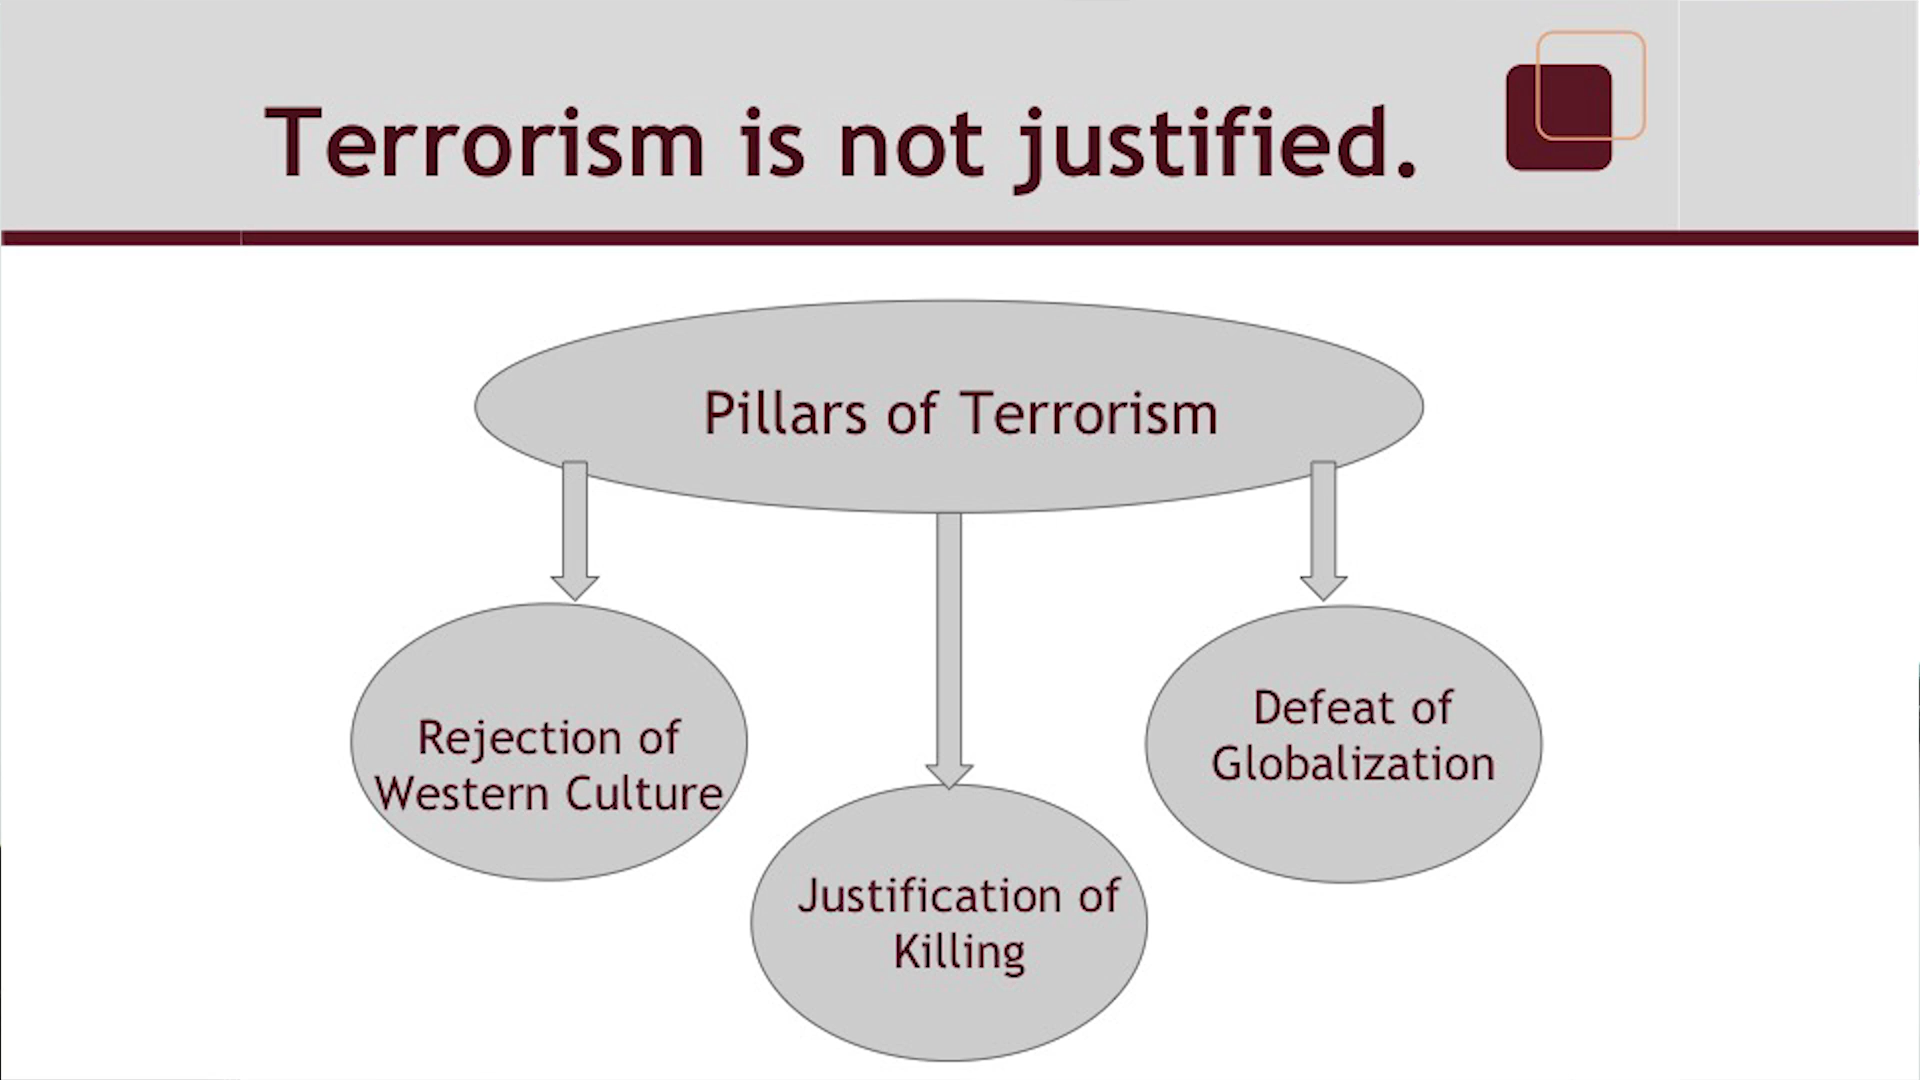 Terrorism is not justified.
Pillars of Terrorism
Rejection of
Western Culture
Justification of
Killing
Defeat of
Globalization